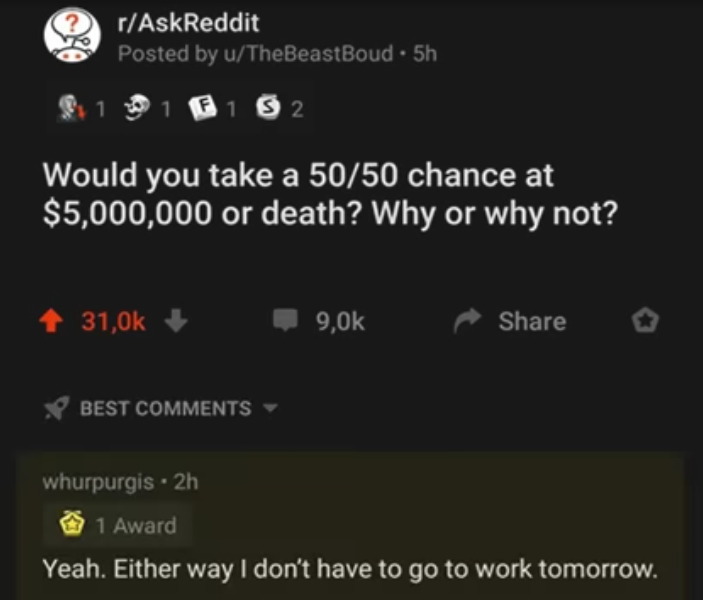 r/AskReddit
Posted by u/TheBeastBoud • 5h
1 1 F 1 S 2
Would you take a 50/50 chance at
$5,000,000 or death? Why or why not?
31,0k 9,0k Share
BEST COMMENTS
whurpurgis • 2h
1 Award
Yeah. Either way I don't have to go to work tomorrow.